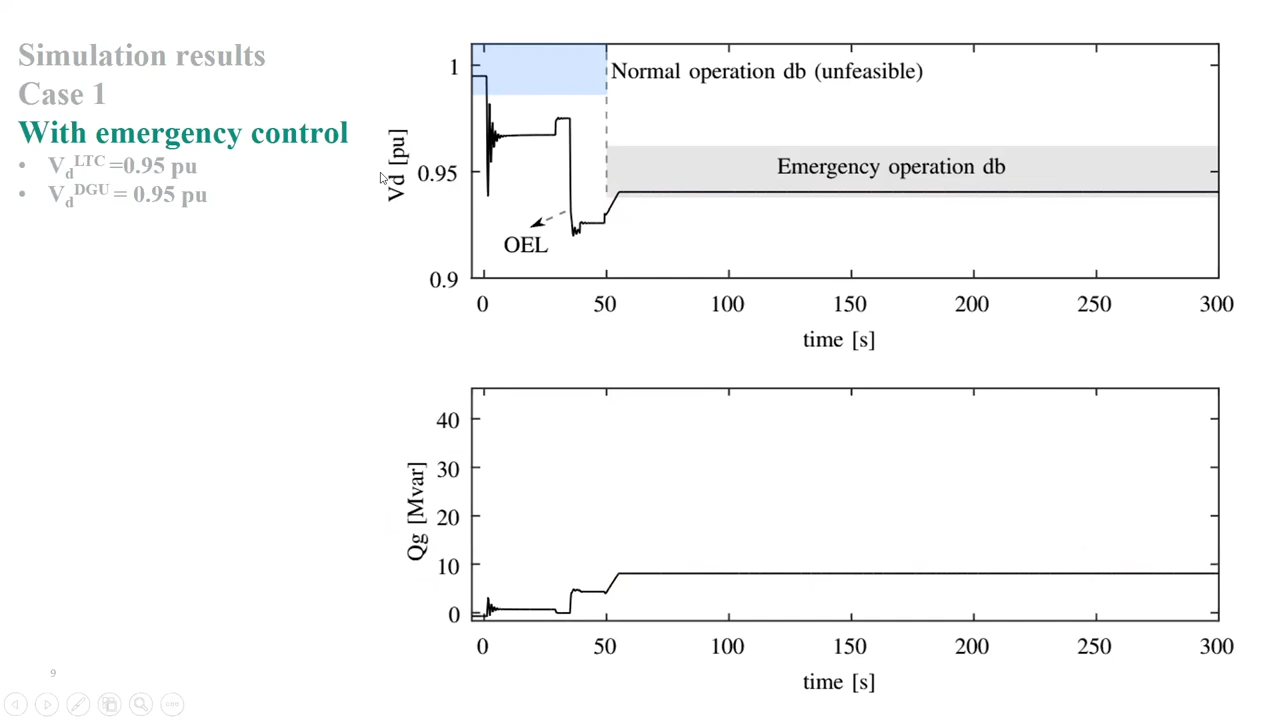 Simulation results
Case 1
With emergency control
• Vd^LTC =0.95 pu
• Vd^DGU = 0.95 pu
1
0.95
0.9
Vd [pu]
Normal operation db (unfeasible)
Emergency operation db
OEL
0 50 100 150 200 250 300
time [s]
40
30
20
10
0
Qg [Mvar]
0 50 100 150 200 250 300
time [s]
9